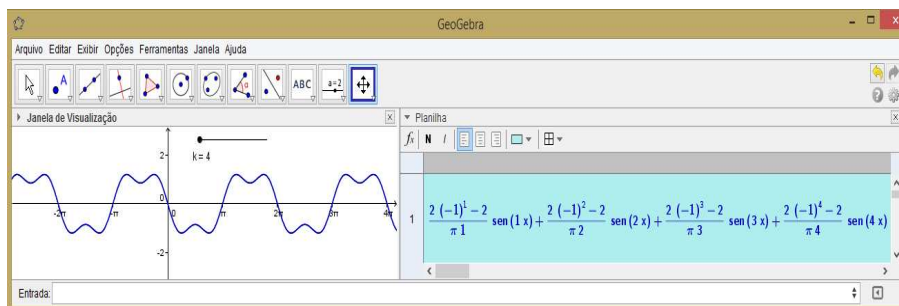 GeoGebra
Arquivo Editar Exibir Opções Ferramentas Janela Ajuda
A ABC a=2
Janela de Visualização
Planilha
N I
k = 4
2
0
-2
-2π -π 0 π 2π 3π 4π
1
2 (-1)^1 - 2 / π 1 sen (1 x) + 2 (-1)^2 - 2 / π 2 sen (2 x) + 2 (-1)^3 - 2 / π 3 sen (3 x) + 2 (-1)^4 - 2 / π 4 sen (4 x)
Entrada: